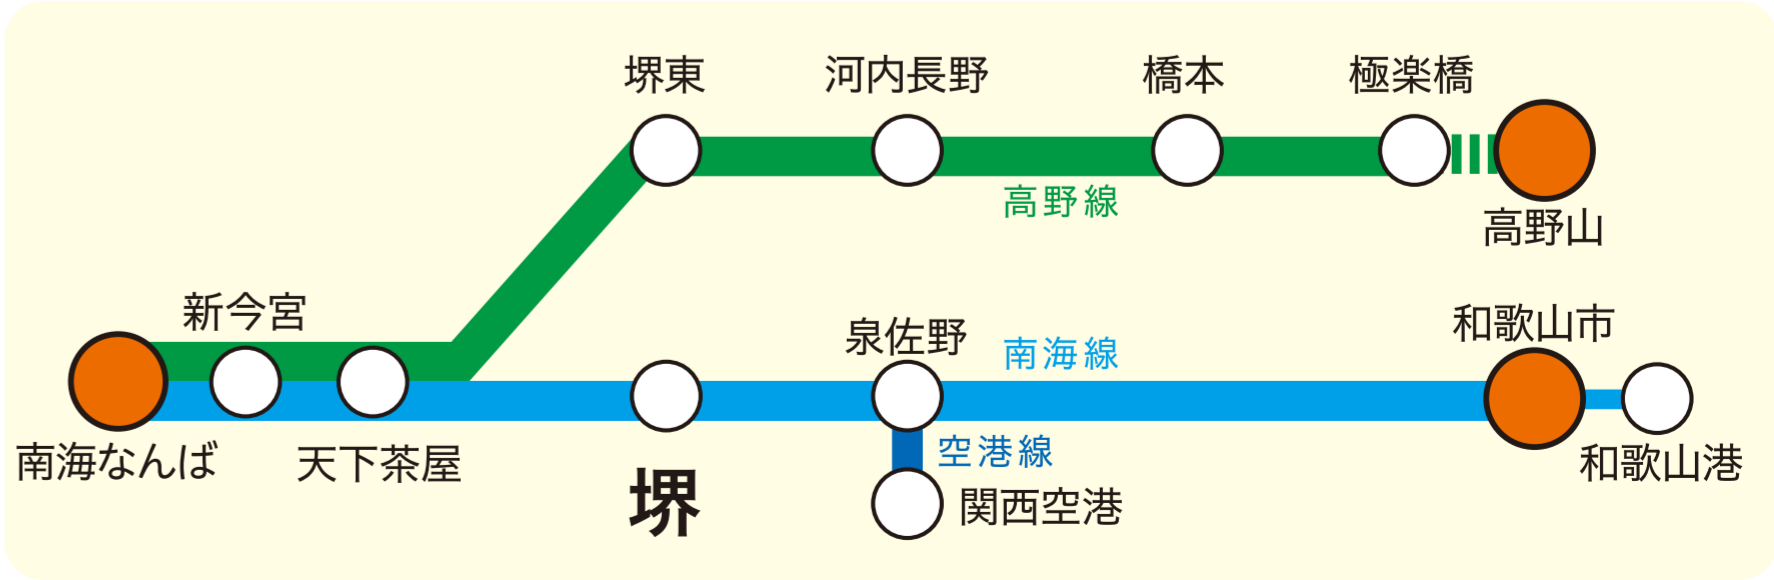 堺東
河内長野
橋本
極楽橋
高野線
高野山
新今宮
泉佐野
南海線
和歌山市
南海なんば
天下茶屋
堺
空港線
関西空港
和歌山港